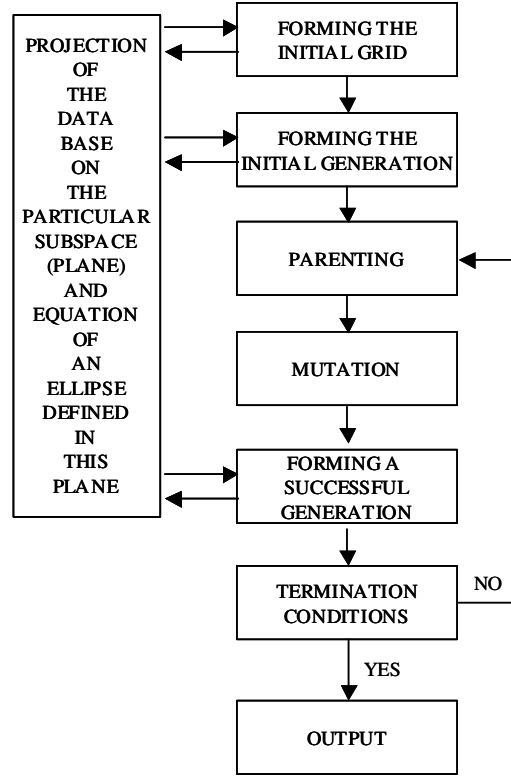 PROJECTION
OF
THE
DATA
BASE
ON
THE
PARTICULAR
SUBSPACE
(PLANE)
AND
EQUATION
OF
AN
ELLIPSE
DEFINED
IN
THIS
PLANE
FORMING THE
INITIAL GRID
FORMING THE
INITIAL GENERATION
PARENTING
MUTATION
FORMING A
SUCCESSFUL
GENERATION
TERMINATION
CONDITIONS
NO
YES
OUTPUT